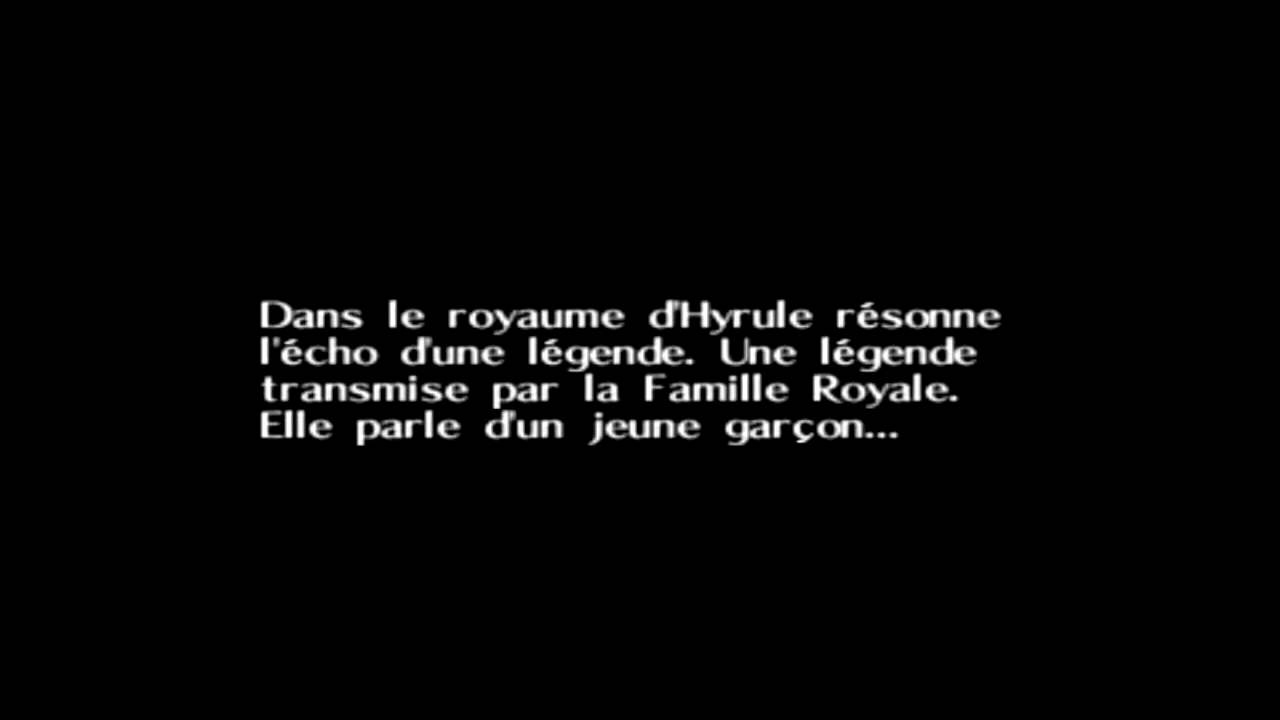 Dans le royaume d'Hyrule résonne
l'écho d'une légende. Une légende
transmise par la Famille Royale.
Elle parle d'un jeune garçon...